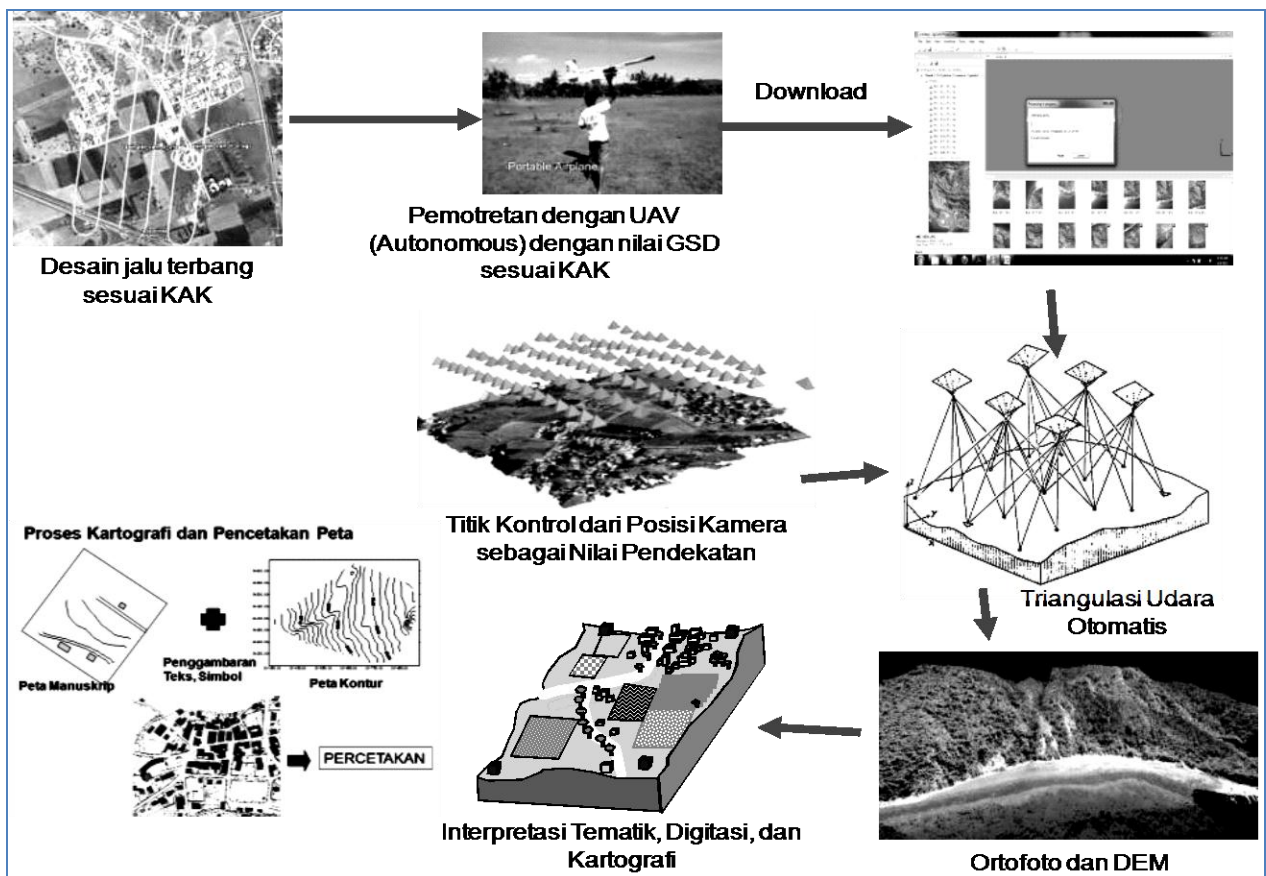 Download
Portable Airplane
Desain jalu terbang
sesuai KAK
Pemotretan dengan UAV
(Autonomous) dengan nilai GSD
sesuai KAK
Titik Kontrol dari Posisi Kamera
sebagai Nilai Pendekatan
Triangulasi Udara
Otomatis
Proses Kartografi dan Pencetakan Peta
Peta Manuskrip
Penggambaran
Teks, Simbol
Peta Kontur
PERCETAKAN
Interpretasi Tematik, Digitasi, dan
Kartografi
Ortofoto dan DEM